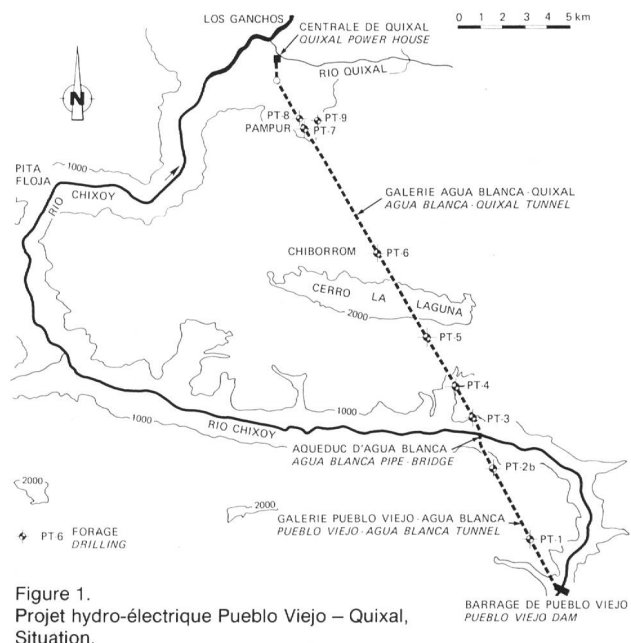 LOS GANCHOS
CENTRALE DE QUIXAL
QUIXAL POWER HOUSE
0 1 2 3 4 5 km
RIO QUIXAL
N
PT-8
PT-9
PAMPUR
PT-7
1000
PITA
FLOJA
RIO CHIXOY
GALERIE AGUA BLANCA-QUIXAL
AGUA BLANCA-QUIXAL TUNNEL
CHIBORROM
PT-6
CERRO LA LAGUNA
2000
PT-5
PT-4
1000
1000
RIO CHIXOY
PT-3
AQUEDUC D'AGUA BLANCA
AGUA BLANCA PIPE-BRIDGE
PT-2b
2000
2000
GALERIE PUEBLO VIEJO-AGUA BLANCA
PUEBLO VIEJO-AGUA BLANCA TUNNEL
PT-1
PT 6 FORAGE
DRILLING
BARRAGE DE PUEBLO VIEJO
PUEBLO VIEJO DAM
Figure 1.
Projet hydro-électrique Pueblo Viejo – Quixal,
Situation.